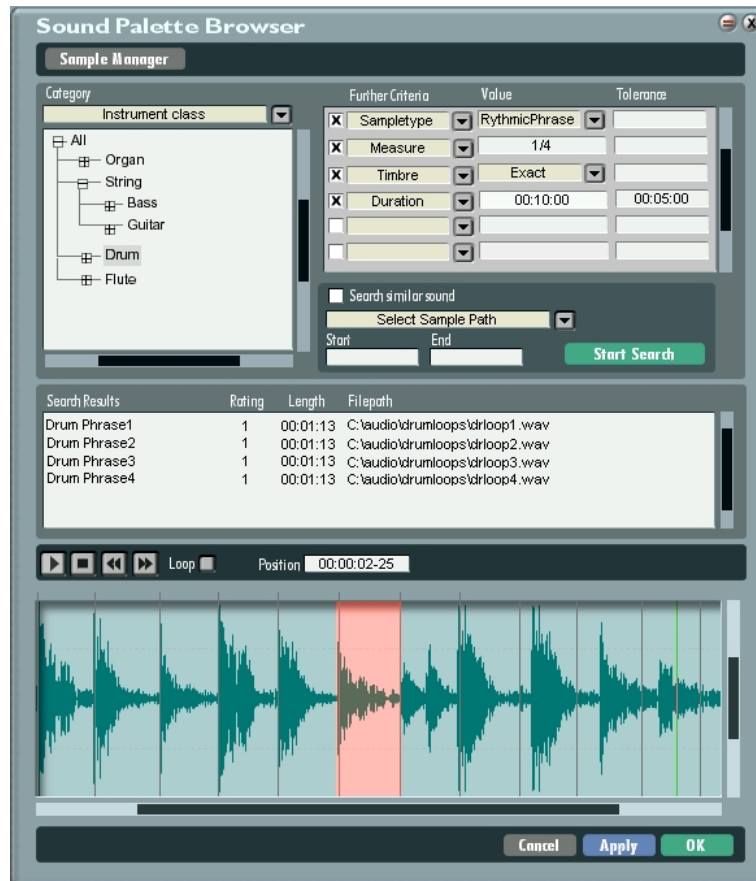 Sound Palette Browser
Sample Manager
Category
Instrument class
All
Organ
String
Bass
Guitar
Drum
Flute
Further Criteria Value Tolerance
X Sampletype RythmicPhrase
X Measure 1/4
X Timbre Exact
X Duration 00:10:00 00:05:00
Search similar sound
Select Sample Path
Start End
Start Search
Search Results Rating Length Filepath
Drum Phrase1 1 00:01:13 C:\audio\drumloops\drloop1.wav
Drum Phrase2 1 00:01:13 C:\audio\drumloops\drloop2.wav
Drum Phrase3 1 00:01:13 C:\audio\drumloops\drloop3.wav
Drum Phrase4 1 00:01:13 C:\audio\drumloops\drloop4.wav
Loop Position 00:00:02-25
Cancel Apply OK